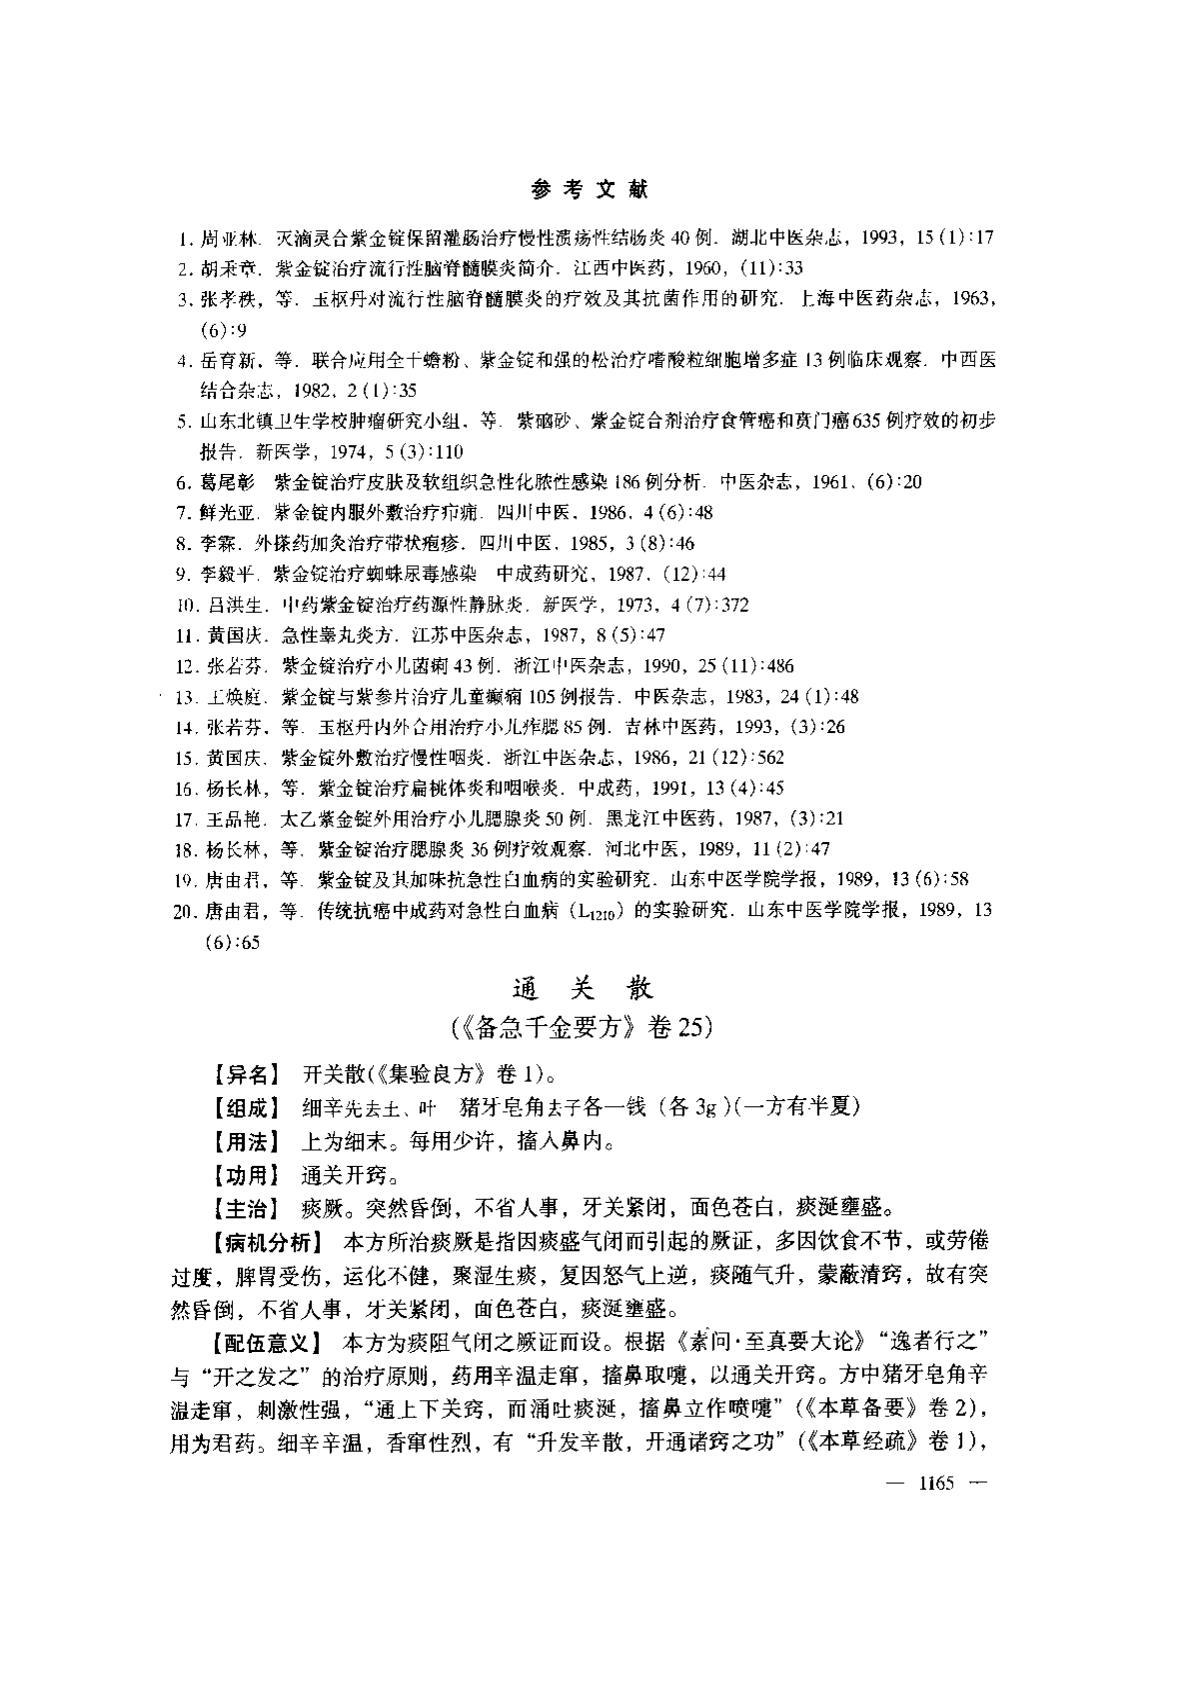 参考文献
1. 周亚林. 灭滴灵合紫金锭保留灌肠治疗慢性溃疡性结肠炎 40 例. 湖北中医杂志，1993，15 (1):17
2. 胡秉章. 紫金锭治疗流行性脑脊髓膜炎简介. 江西中医药，1960，(11):33
3. 张孝秩，等. 玉枢丹对流行性脑脊髓膜炎的疗效及其抗菌作用的研究. 上海中医药杂志，1963，
(6):9
4. 岳育新，等. 联合应用全干蟾粉、紫金锭和强的松治疗嗜酸粒细胞增多症 13 例临床观察. 中西医
结合杂志，1982，2 (1):35
5. 山东北镇卫生学校肿瘤研究小组，等. 紫硇砂、紫金锭合剂治疗食管癌和贲门癌 635 例疗效的初步
报告. 新医学，1974，5 (3):110
6. 葛尾彰 紫金锭治疗皮肤及软组织急性化脓性感染 186 例分析. 中医杂志，1961，(6):20
7. 鲜光亚. 紫金锭内服外敷治疗疖痈. 四川中医，1986，4 (6):48
8. 李霖. 外搽药加灸治疗带状疱疹. 四川中医，1985，3 (8):46
9. 李毅平. 紫金锭治疗蜘蛛尿毒感染 中成药研究，1987，(12):44
10. 吕洪生. 中药紫金锭治疗药源性静脉炎. 新医学，1973，4 (7):372
11. 黄国庆. 急性睾丸炎方. 江苏中医杂志，1987，8 (5):47
12. 张若芬. 紫金锭治疗小儿菌痢 43 例. 浙江中医杂志，1990，25 (11):486
13. 王焕庭. 紫金锭与紫参片治疗儿童癫痫 105 例报告. 中医杂志，1983，24 (1):48
14. 张若芬，等. 玉枢丹内外合用治疗小儿痄腮 85 例. 吉林中医药，1993，(3):26
15. 黄国庆. 紫金锭外敷治疗慢性咽炎. 浙江中医杂志，1986，21 (12):562
16. 杨长林，等. 紫金锭治疗扁桃体炎和咽喉炎. 中成药，1991，13 (4):45
17. 王品艳. 太乙紫金锭外用治疗小儿腮腺炎 50 例. 黑龙江中医药，1987，(3):21
18. 杨长林，等. 紫金锭治疗腮腺炎 36 例疗效观察. 河北中医，1989，11 (2):47
19. 唐由君，等. 紫金锭及其加味抗急性白血病的实验研究. 山东中医学院学报，1989，13 (6):58
20. 唐由君，等. 传统抗癌中成药对急性白血病（L1210）的实验研究. 山东中医学院学报，1989，13
(6):65
通 关 散
(《备急千金要方》卷 25)
【异名】 开关散(《集验良方》卷 1)。
【组成】 细辛先去土、叶 猪牙皂角去子各一钱（各 3g）(一方有半夏)
【用法】 上为细末。每用少许，搐入鼻内。
【功用】 通关开窍。
【主治】 痰厥。突然昏倒，不省人事，牙关紧闭，面色苍白，痰涎壅盛。
【病机分析】 本方所治痰厥是指因痰盛气闭而引起的厥证，多因饮食不节，或劳倦
过度，脾胃受伤，运化不健，聚湿生痰，复因怒气上逆，痰随气升，蒙蔽清窍，故有突
然昏倒，不省人事，牙关紧闭，面色苍白，痰涎壅盛。
【配伍意义】 本方为痰阻气闭之厥证而设。根据《素问·至真要大论》“逸者行之”
与“开之发之”的治疗原则，药用辛温走窜，搐鼻取嚏，以通关开窍。方中猪牙皂角辛
温走窜，刺激性强，“通上下关窍，而涌吐痰涎，搐鼻立作喷嚏”（《本草备要》卷 2），
用为君药。细辛辛温，香窜性烈，有“升发辛散，开通诸窍之功”（《本草经疏》卷 1），
— 1165 —